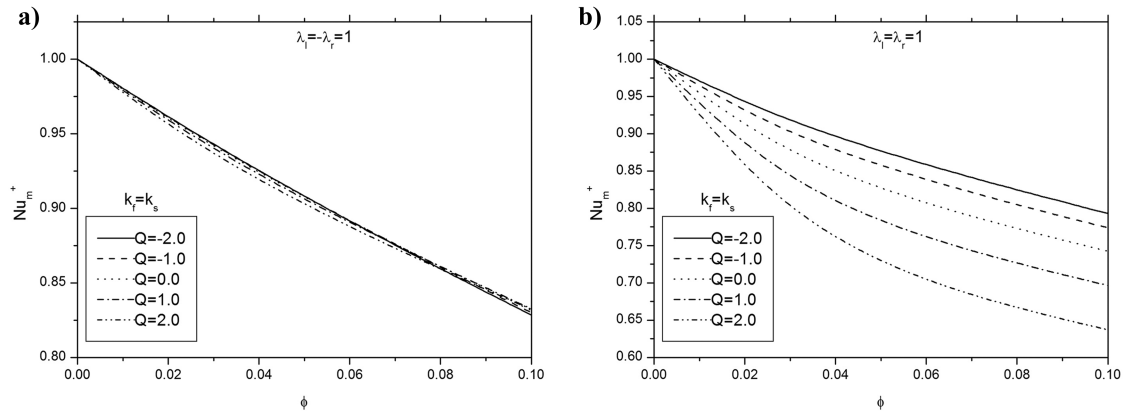 a)
λl=-λr=1
1.00
0.95
0.90
0.85
0.80
Num+
kf=ks
Q=-2.0
Q=-1.0
Q=0.0
Q=1.0
Q=2.0
0.00 0.02 0.04 0.06 0.08 0.10
ϕ
b)
λl=λr=1
1.05
1.00
0.95
0.90
0.85
0.80
0.75
0.70
0.65
0.60
Num+
kf=ks
Q=-2.0
Q=-1.0
Q=0.0
Q=1.0
Q=2.0
0.00 0.02 0.04 0.06 0.08 0.10
ϕ